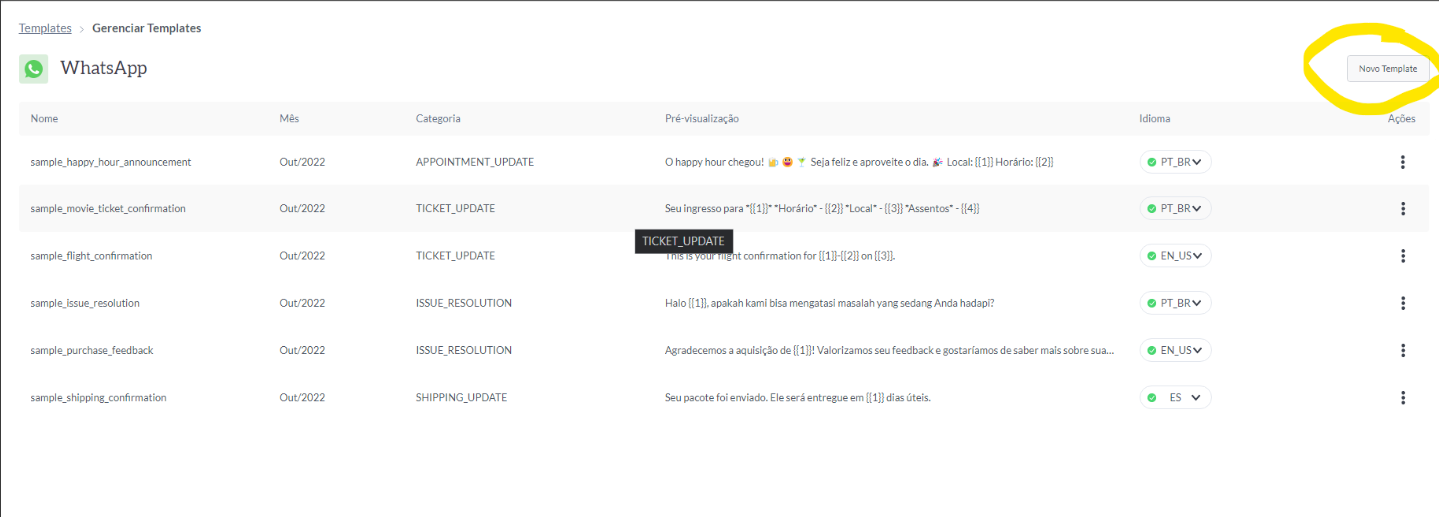 Templates > Gerenciar Templates
WhatsApp
Novo Template
Nome Mês Categoria Pré-visualização Idioma Ações
sample_happy_hour_announcement Out/2022 APPOINTMENT_UPDATE O happy hour chegou! 🍺 😀 🍸 Seja feliz e aproveite o dia. 🎉 Local: {{1}} Horário: {{2}} PT_BR
sample_movie_ticket_confirmation Out/2022 TICKET_UPDATE Seu ingresso para *{{1}}* *Horário* - {{2}} *Local* - {{3}} *Assentos* - {{4}} PT_BR
TICKET_UPDATE
sample_flight_confirmation Out/2022 TICKET_UPDATE This is your flight confirmation for {{1}}-{{2}} on {{3}}. EN_US
sample_issue_resolution Out/2022 ISSUE_RESOLUTION Halo {{1}}, apakah kami bisa mengatasi masalah yang sedang Anda hadapi? PT_BR
sample_purchase_feedback Out/2022 ISSUE_RESOLUTION Agradecemos a aquisição de {{1}}! Valorizamos seu feedback e gostaríamos de saber mais sobre sua... EN_US
sample_shipping_confirmation Out/2022 SHIPPING_UPDATE Seu pacote foi enviado. Ele será entregue em {{1}} dias úteis. ES